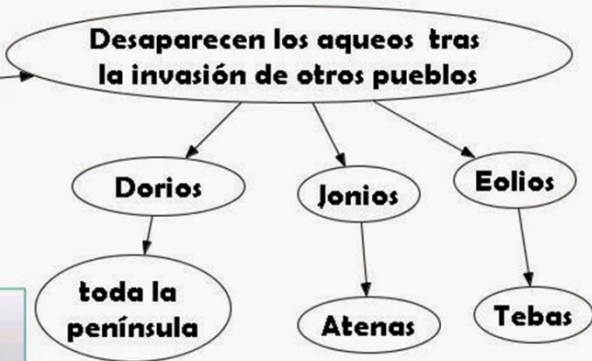 Desaparecen los aqueos tras
la invasión de otros pueblos
Dorios
Jonios
Eolios
toda la
península
Atenas
Tebas